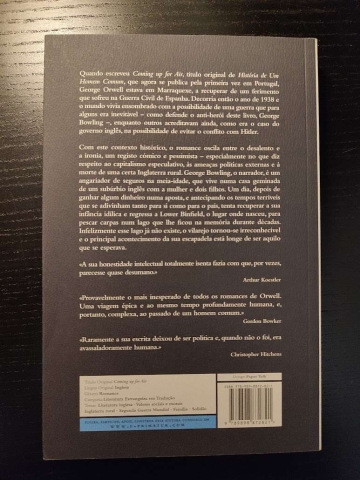 Quando escreveu Coming up for Air, título original de História de Um
Homem Comum, que agora se publica pela primeira vez em Portugal,
George Orwell estava em Marraquexe, a recuperar de um ferimento
que sofreu na Guerra Civil de Espanha. Decorria então o ano de 1938 e
o mundo vivia ensombrado com a possibilidade de uma guerra que para
alguns era inevitável – como defende o anti-herói deste livro, George
Bowling –, enquanto outros acreditavam ainda, como era o caso do
governo inglês, na possibilidade de evitar o conflito com Hitler.
Com este contexto histórico, o romance oscila entre o desalento e
a ironia, um registo cómico e pessimista – especialmente no que diz
respeito ao capitalismo especulativo, às ameaças políticas externas e à
morte de uma certa Inglaterra rural. George Bowling, o narrador, é um
angariador de seguros na meia-idade, que vive numa casa geminada
de um subúrbio inglês com a mulher e dois filhos. Um dia, depois de
ganhar algum dinheiro numa aposta, e antecipando os tempos terríveis
que se adivinham tanto para si como para o país, tenta recuperar a sua
infância idílica e regressa a Lower Binfield, o lugar onde nasceu, para
pescar carpas num lago que lhe ficou na memória durante décadas.
Infelizmente esse lago já não existe, o vilarejo tornou-se irreconhecível
e o principal acontecimento da sua escapadela está longe de ser aquilo
que se esperava.
«A sua honestidade intelectual totalmente isenta fazia com que, por vezes,
parecesse quase desumano.»
Arthur Koestler
«Provavelmente o mais inesperado de todos os romances de Orwell.
Uma viagem épica e ao mesmo tempo profundamente humana, e,
portanto, complexa, ao passado de um homem comum.»
Gordon Bowker
«Raramente a sua escrita deixou de ser política e, quando não o foi, era
avassaladoramente humana.»
Christopher Hitchens
Título Original Coming up for Air